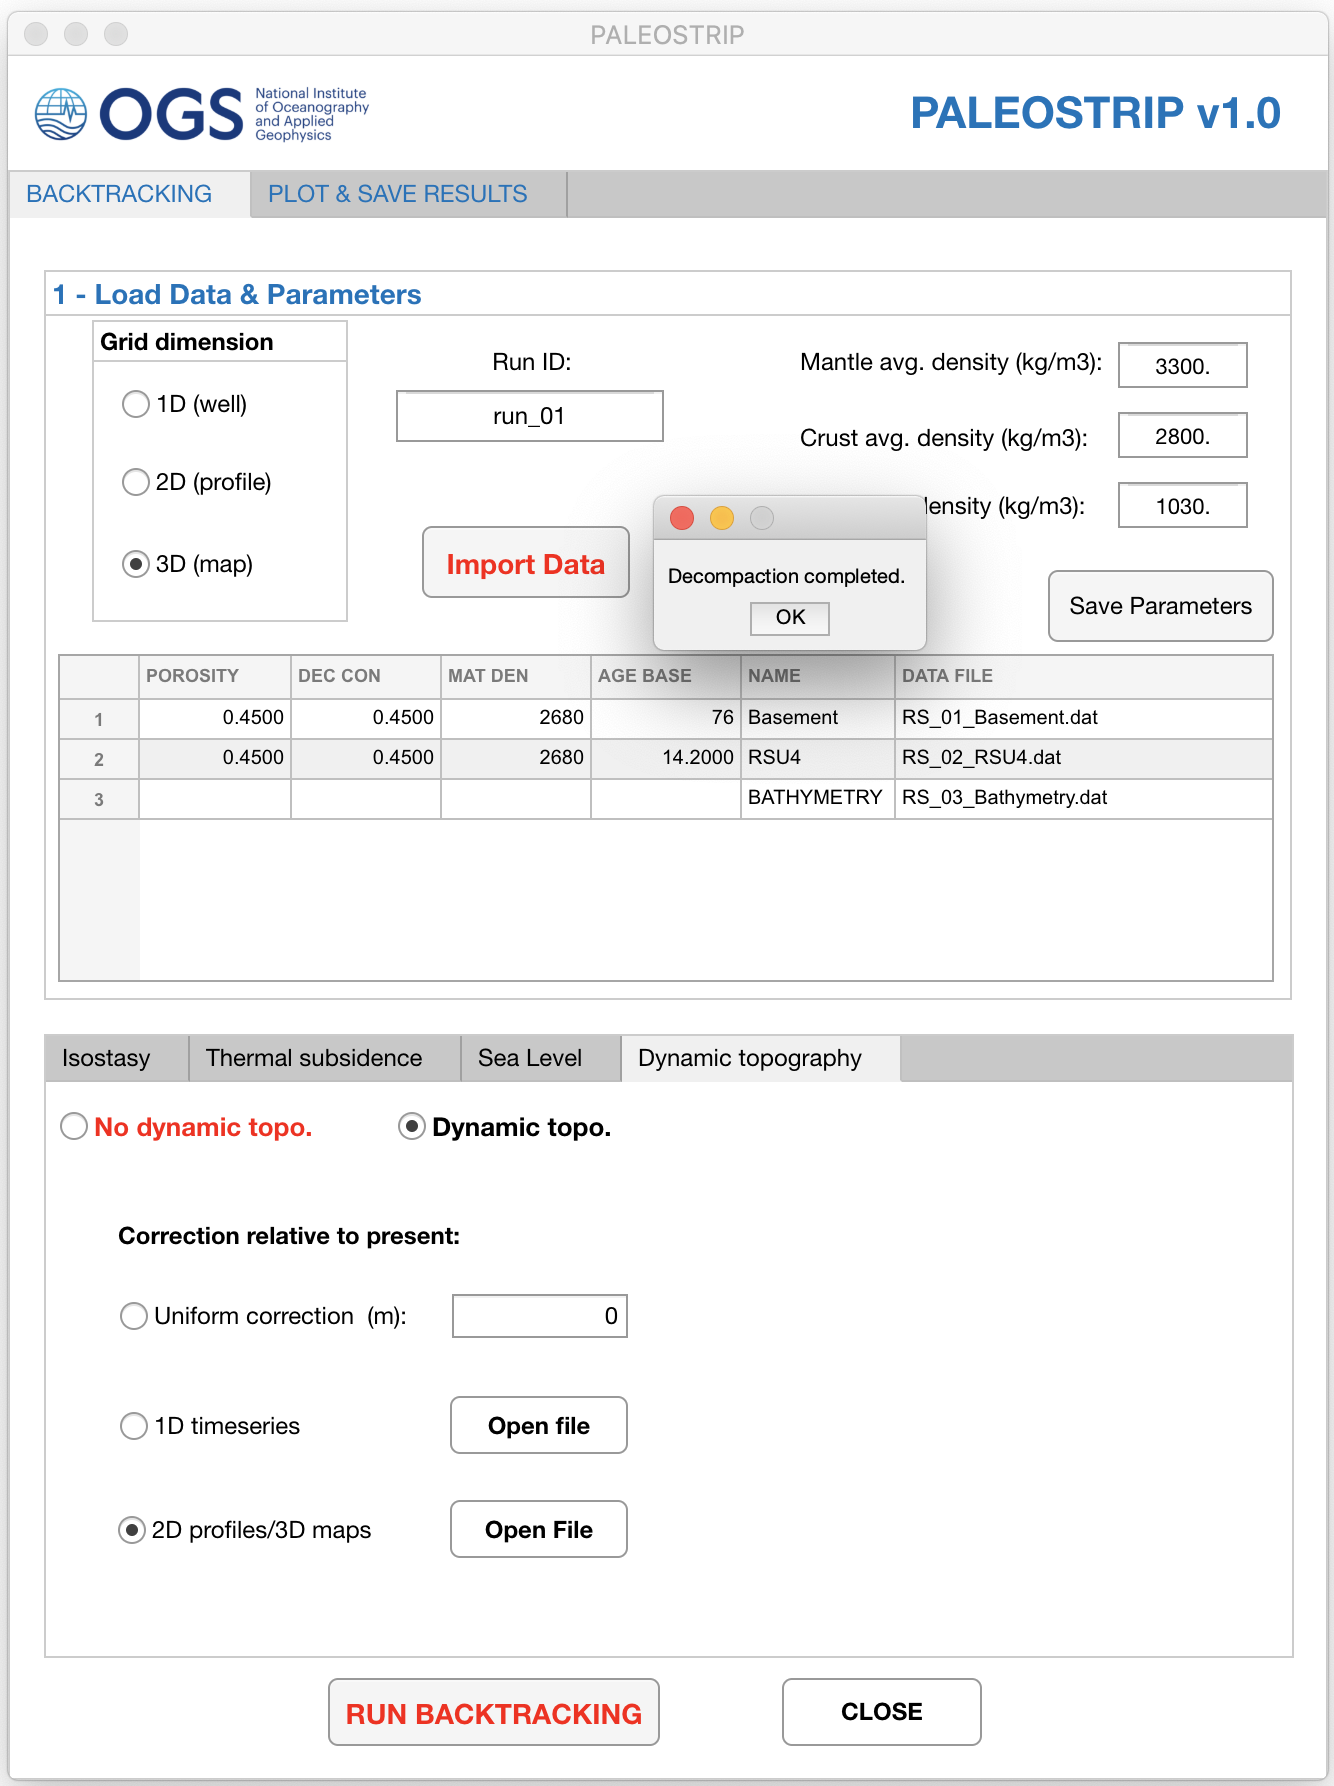 PALEOSTRIP
OGS
National Institute
of Oceanography
and Applied
Geophysics
PALEOSTRIP v1.0
BACKTRACKING PLOT & SAVE RESULTS
1 - Load Data & Parameters
Grid dimension
1D (well)
2D (profile)
3D (map)
Run ID:
run_01
Import Data
Mantle avg. density (kg/m3): 3300.
Crust avg. density (kg/m3): 2800.
density (kg/m3): 1030.
Save Parameters
Decompaction completed.
OK
POROSITY DEC CON MAT DEN AGE BASE NAME DATA FILE
1 0.4500 0.4500 2680 76 Basement RS_01_Basement.dat
2 0.4500 0.4500 2680 14.2000 RSU4 RS_02_RSU4.dat
3 BATHYMETRY RS_03_Bathymetry.dat
Isostasy Thermal subsidence Sea Level Dynamic topography
No dynamic topo. Dynamic topo.
Correction relative to present:
Uniform correction (m): 0
1D timeseries Open file
2D profiles/3D maps Open File
RUN BACKTRACKING CLOSE